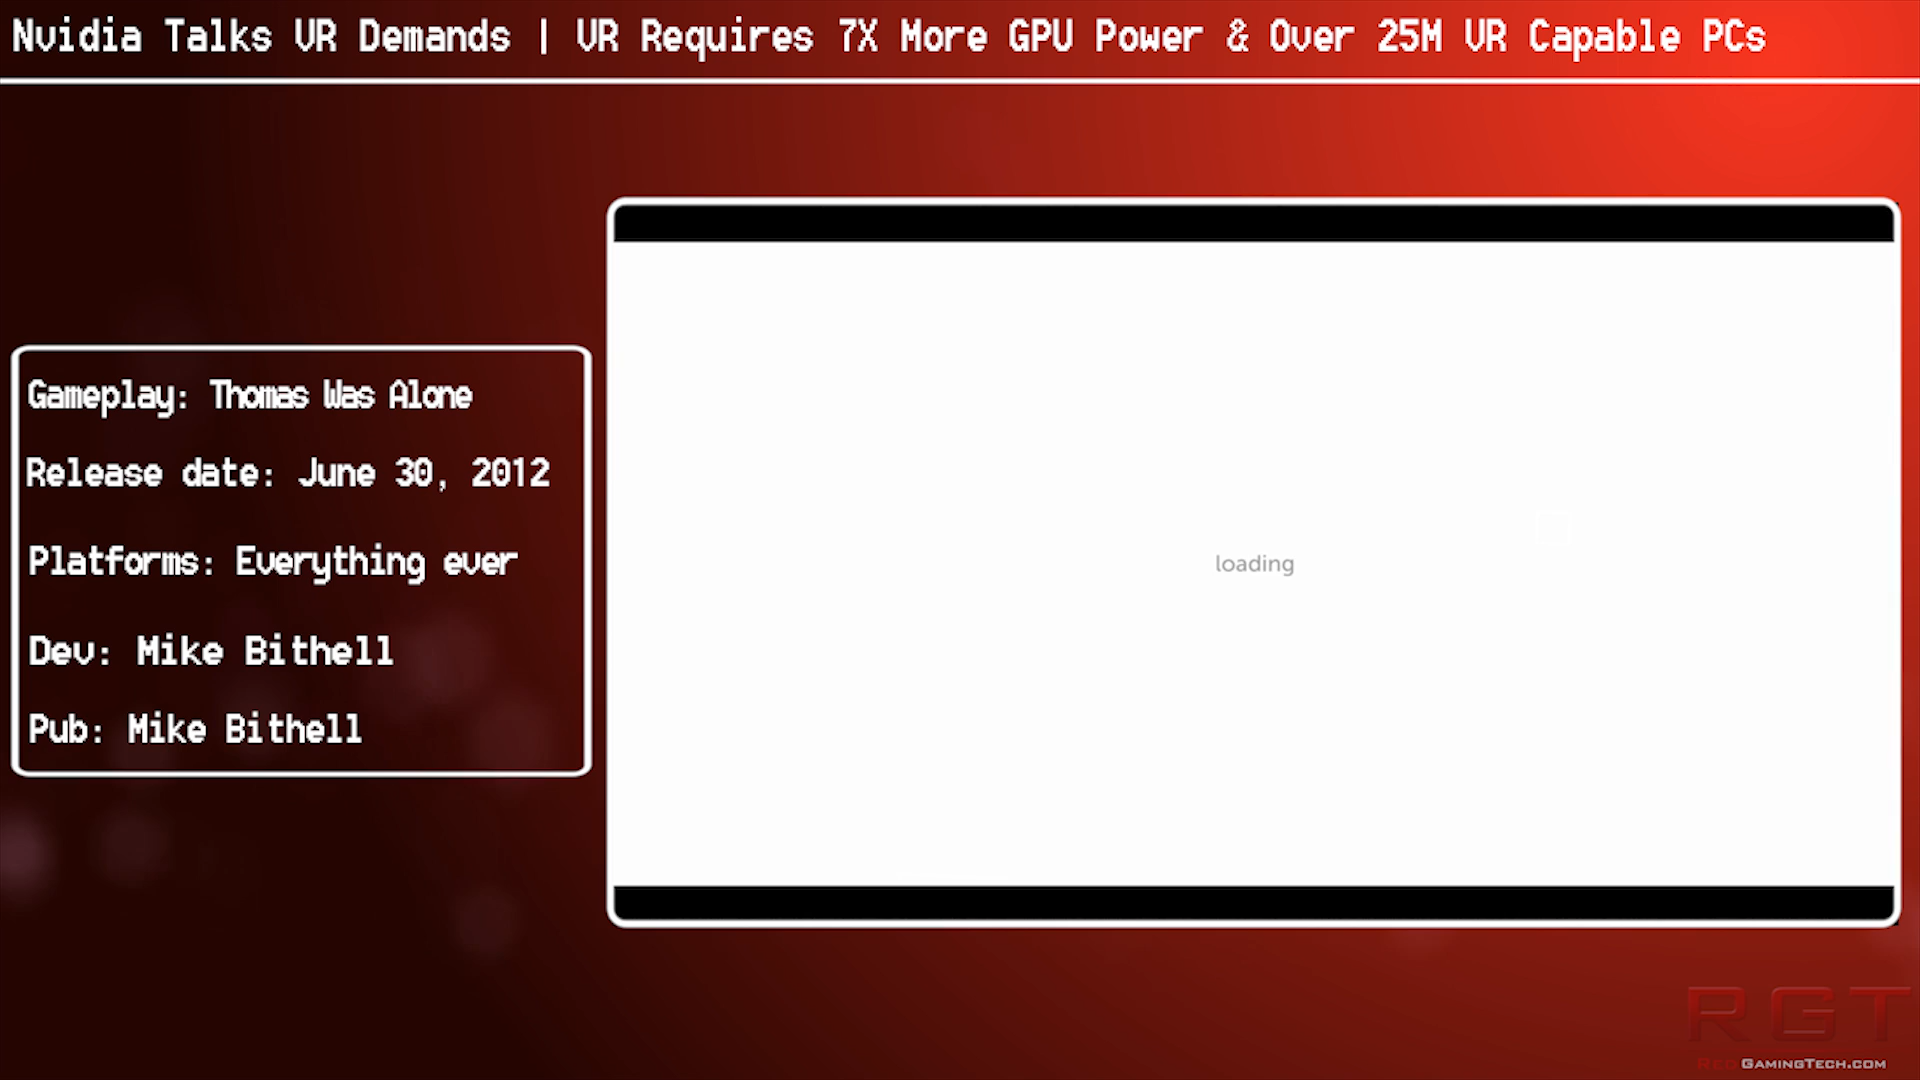 Nvidia Talks VR Demands | VR Requires 7X More GPU Power & Over 25M VR Capable PCs
Gameplay: Thomas Was Alone
Release date: June 30, 2012
Platforms: Everything ever
Dev: Mike Bithell
Pub: Mike Bithell
loading
RGT
RedGamingTech.com